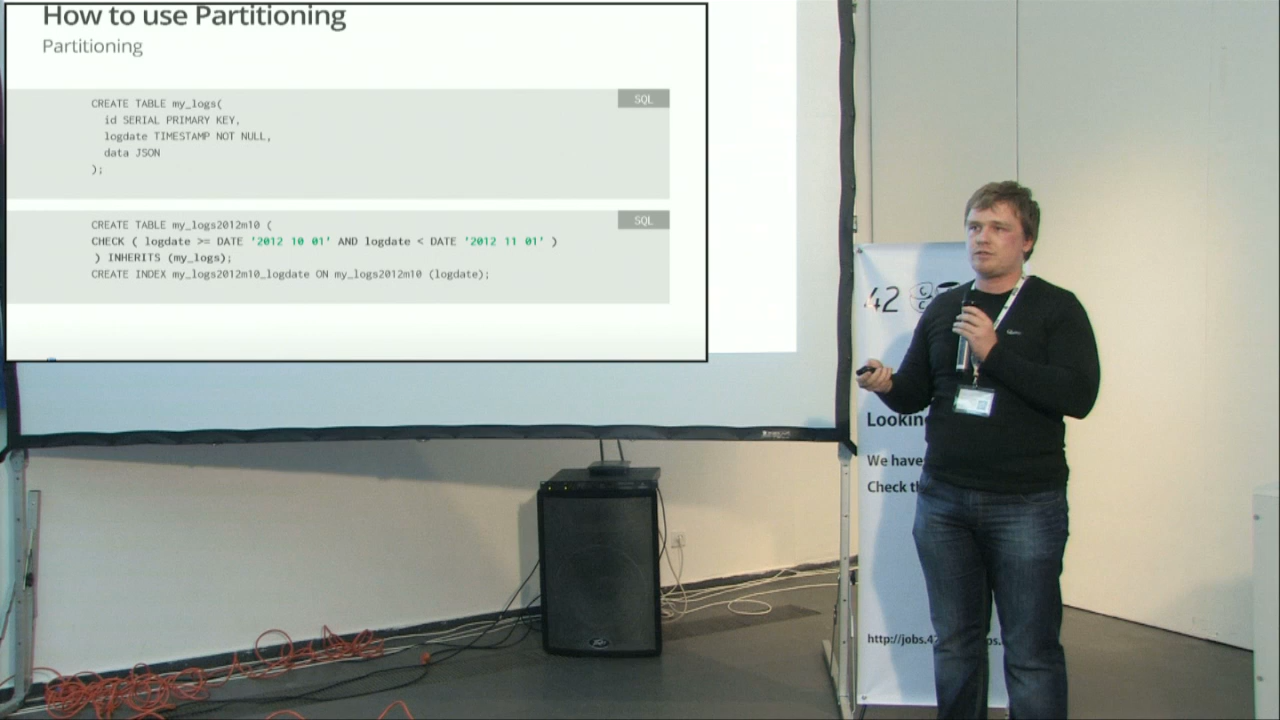 How to use Partitioning
Partitioning
SQL
CREATE TABLE my_logs(
id SERIAL PRIMARY KEY,
logdate TIMESTAMP NOT NULL,
data JSON
);
SQL
CREATE TABLE my_logs2012m10 (
CHECK ( logdate >= DATE '2012 10 01' AND logdate < DATE '2012 11 01' )
) INHERITS (my_logs);
CREATE INDEX my_logs2012m10_logdate ON my_logs2012m10 (logdate);
42
We have
Check
http://jobs.42